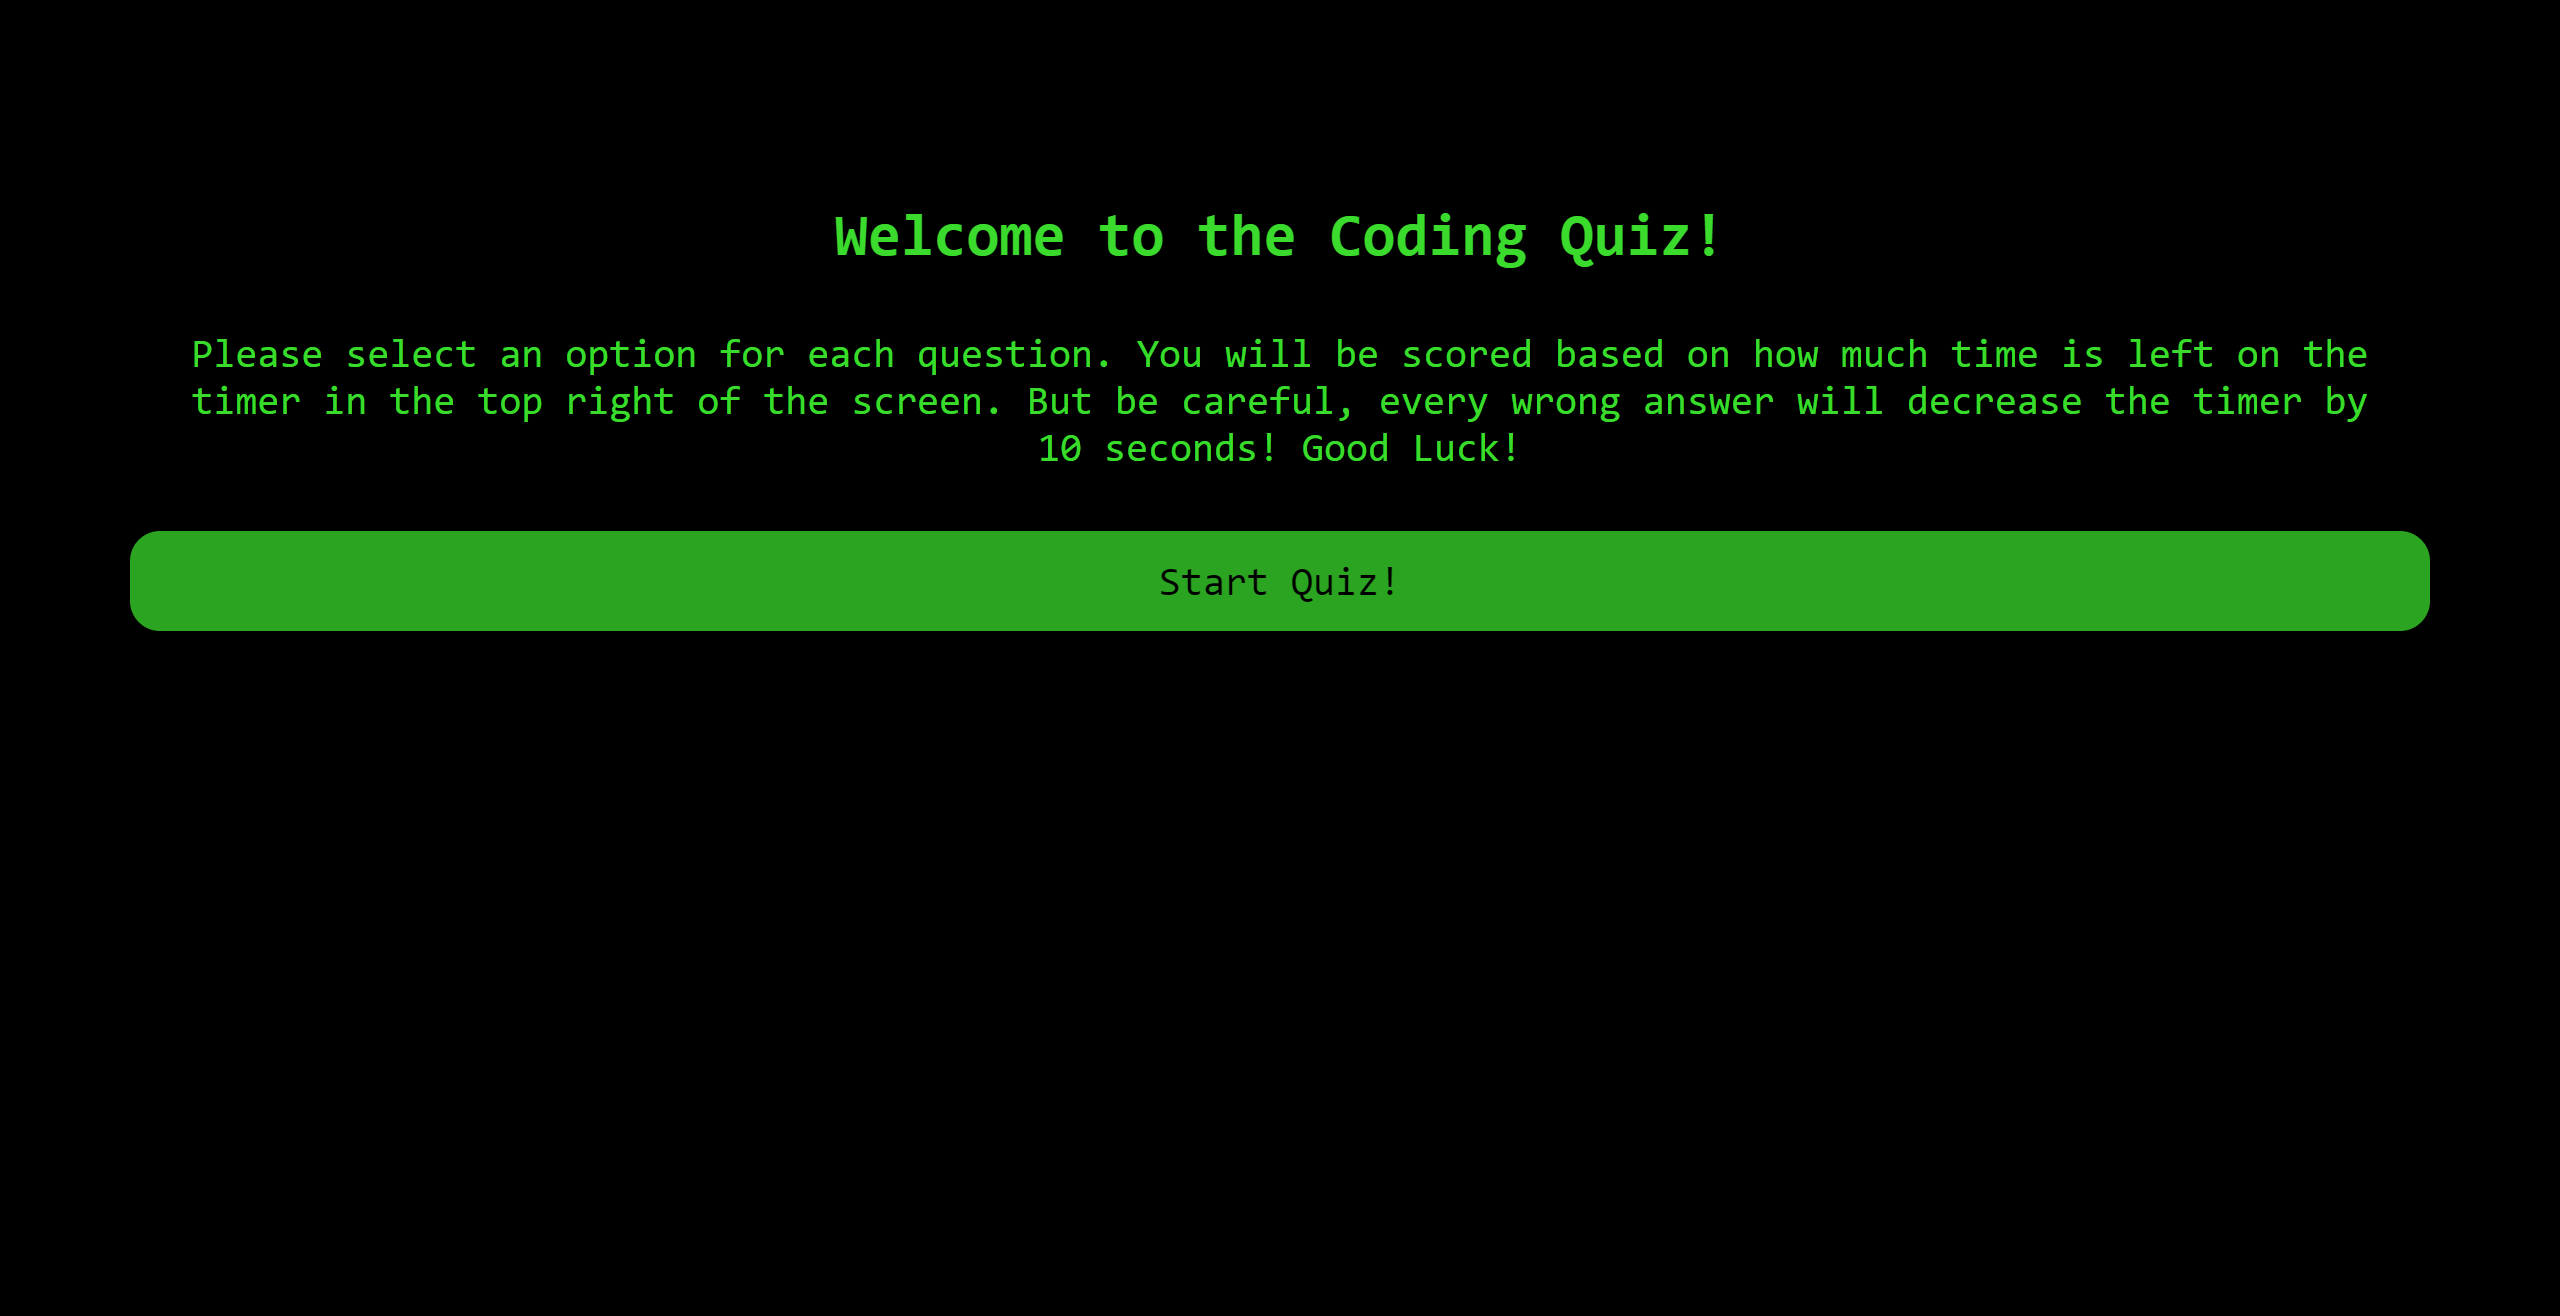 Welcome to the Coding Quiz!
Please select an option for each question. You will be scored based on how much time is left on the
timer in the top right of the screen. But be careful, every wrong answer will decrease the timer by
10 seconds! Good Luck!
Start Quiz!